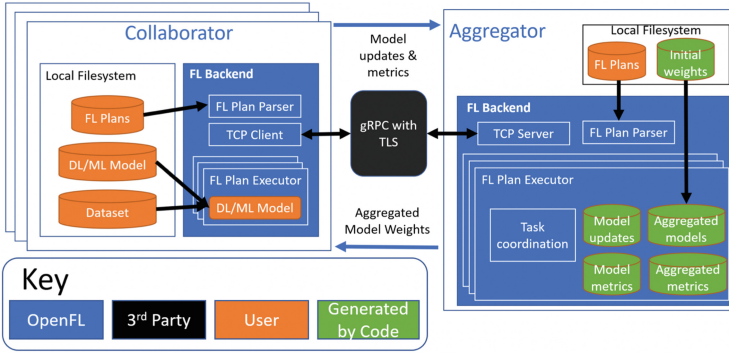 Collaborator
Local Filesystem
FL Plans
DL/ML Model
Dataset
FL Backend
FL Plan Parser
TCP Client
FL Plan Executor
DL/ML Model
Model
updates &
metrics
gRPC with
TLS
Aggregated
Model Weights
Aggregator
Local Filesystem
FL Plans
Initial
weights
FL Backend
TCP Server
FL Plan Parser
FL Plan Executor
Task
coordination
Model
updates
Aggregated
models
Model
metrics
Aggregated
metrics
Key
OpenFL
3rd Party
User
Generated
by Code